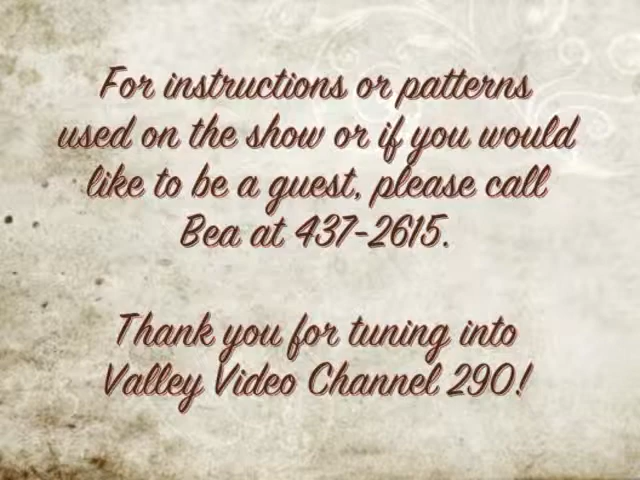 For instructions or patterns
used on the show or if you would
like to be a guest, please call
Bea at 437-2615.
Thank you for tuning into
Valley Video Channel 290!